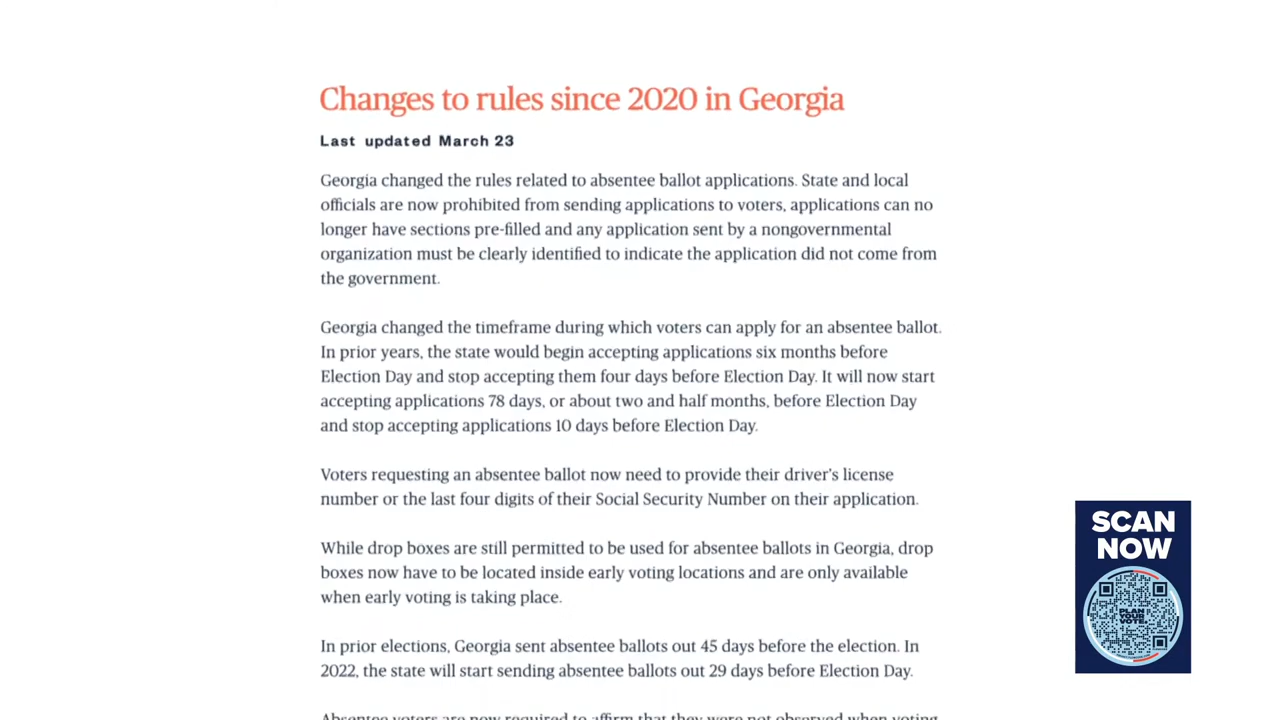 Changes to rules since 2020 in Georgia
Last updated March 23
Georgia changed the rules related to absentee ballot applications. State and local
officials are now prohibited from sending applications to voters, applications can no
longer have sections pre-filled and any application sent by a nongovernmental
organization must be clearly identified to indicate the application did not come from
the government.
Georgia changed the timeframe during which voters can apply for an absentee ballot.
In prior years, the state would begin accepting applications six months before
Election Day and stop accepting them four days before Election Day. It will now start
accepting applications 78 days, or about two and half months, before Election Day
and stop accepting applications 10 days before Election Day.
Voters requesting an absentee ballot now need to provide their driver's license
number or the last four digits of their Social Security Number on their application.
While drop boxes are still permitted to be used for absentee ballots in Georgia, drop
boxes now have to be located inside early voting locations and are only available
when early voting is taking place.
In prior elections, Georgia sent absentee ballots out 45 days before the election. In
2022, the state will start sending absentee ballots out 29 days before Election Day.
Absentee voters are now required to affirm that they were not observed when voting
SCAN
NOW
PLAN
YOUR
VOTE.